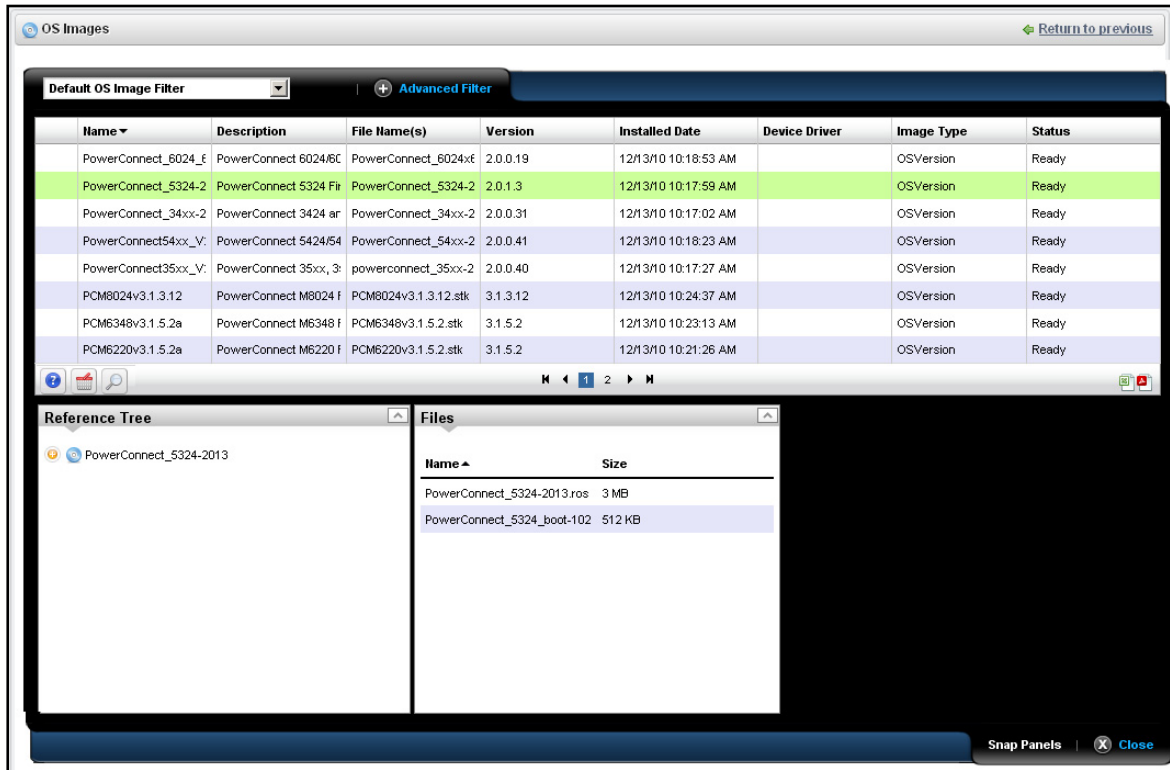 OS Images Return to previous
Default OS Image Filter | Advanced Filter
Name Description File Name(s) Version Installed Date Device Driver Image Type Status
PowerConnect_6024_ PowerConnect 6024/60 PowerConnect_6024x 2.0.0.19 12/13/10 10:18:53 AM OSVersion Ready
PowerConnect_5324-2 PowerConnect 5324 Fir PowerConnect_5324-2 2.0.1.3 12/13/10 10:17:59 AM OSVersion Ready
PowerConnect_34xx-2 PowerConnect 3424 ar PowerConnect_34xx-2 2.0.0.31 12/13/10 10:17:02 AM OSVersion Ready
PowerConnect54xx_V PowerConnect 5424/54 PowerConnect_54xx-2 2.0.0.41 12/13/10 10:18:23 AM OSVersion Ready
PowerConnect35xx_V PowerConnect 35xx, 3 powerconnect_35xx-2 2.0.0.40 12/13/10 10:17:27 AM OSVersion Ready
PCM8024v3.1.3.12 PowerConnect M8024 PCM8024v3.1.3.12.stk 3.1.3.12 12/13/10 10:24:37 AM OSVersion Ready
PCM6348v3.1.5.2a PowerConnect M6348 PCM6348v3.1.5.2.stk 3.1.5.2 12/13/10 10:23:13 AM OSVersion Ready
PCM6220v3.1.5.2a PowerConnect M6220 PCM6220v3.1.5.2.stk 3.1.5.2 12/13/10 10:21:26 AM OSVersion Ready
1 2
Reference Tree
PowerConnect_5324-2013
Files
Name Size
PowerConnect_5324-2013.ros 3 MB
PowerConnect_5324_boot-102 512 KB
Snap Panels | Close